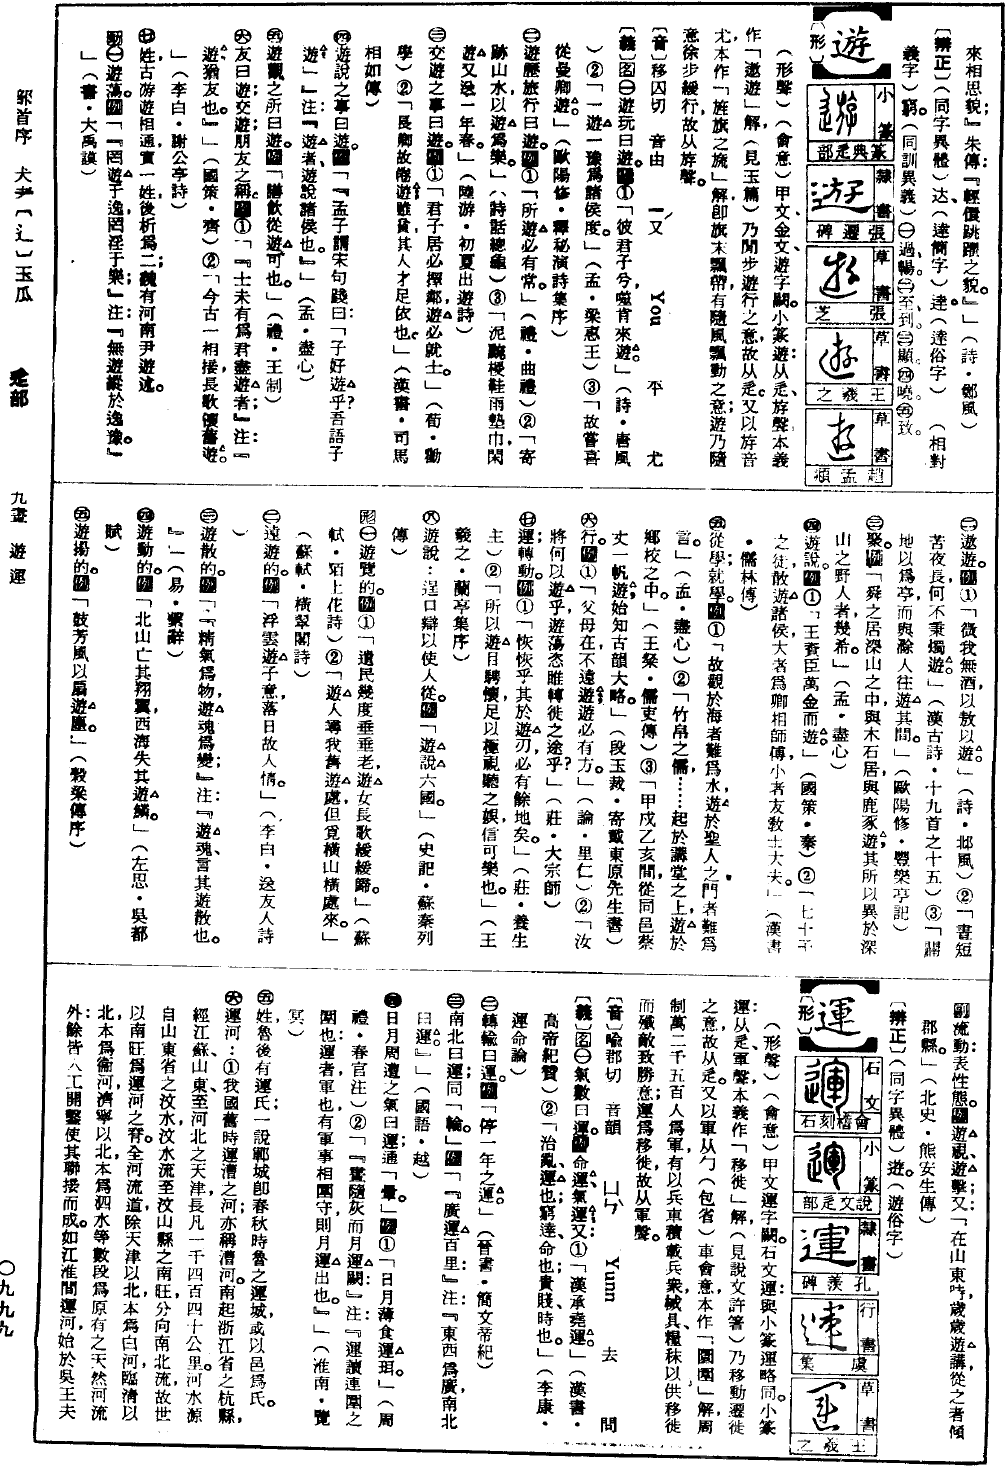 來相思貌』朱傳『輕儇跳躍之貌。』」（詩・鄭風）
〔辨正〕（同字異體）达（達簡字）逹。（達俗字）（相對
義字）窮。（同訓異義）㊀過暢。㊁至到。㊂顯。㊃曉。㊄致。
遊
〔形〕
小篆
篆典辵部
隸書
張遷碑
草書
張芝
草書
王羲之
草書
趙孟頫
（形聲）（會意）甲文金文遊字闕。小篆遊：从辵、斿聲，本義
作「遨遊」解，（見玉篇）乃閒步遊行之意，故从辵。又以斿音
尤本作「旌旗之旒」解，即旗末飄帶，有隨風飄動之意；遊乃隨
意徐步緩行，故从斿聲。
〔音〕移囚切　音由　ㄧㄡˊ　You　平　尤
〔義〕名㊀遊玩曰遊。例①「彼君子兮，噬肯來遊。」（詩・唐風
）②「一遊一豫，爲諸侯度。」（孟・梁惠王）③「故嘗喜
從曼卿遊。」（歐陽修・釋秘演詩集序）
㊁遊歷旅行曰遊。例①「所遊必有常。」（禮・曲禮）②「寄
跡山水，以遊爲樂。」（詩話總龜）③「泥融椶鞋雨墊巾，閑
遊又送一年春。」（陸游・初夏出遊詩）
㊂交遊之事曰遊。例①「君子居必擇鄰，遊必就士。」（荀・勸
學）②「長卿故倦遊，雖貧，其人才足依也。」（漢書・司馬
相如傳）
㊃遊說之事曰遊。例「『孟子謂宋句踐曰：「子好遊乎？吾語子
遊！」』注『遊者，遊說諸侯也。』」（孟・盡心）
㊄遊觀之所曰遊。例「膳飲從遊可也。」（禮・王制）
㊅友曰遊；交遊朋友之稱。例①「『士未有爲君盡遊者』注『
遊，猶友也。』」（國策・齊）②「今古一相接，長歌懷舊遊。
」（李白・謝公亭詩）
㊆姓。古游遊相通，實一姓，後析爲二；魏有河南尹遊述。
動㊀遊蕩。例「『罔遊于逸，罔淫于樂；』注：『無遊縱於逸豫。』
」（書・大禹謨）
㊁遨遊。例①「微我無酒，以敖以遊。」（詩・邶風）②「晝短
苦夜長，何不秉燭遊。」（漢古詩・十九首之十五）③「闢
地以爲亭，而與滁人往遊其間。」（歐陽修・豐樂亭記）
㊂棸。例「舜之居深山之中，與木石居，與鹿豕遊；其所以異於深
山之野人者幾希。」（孟・盡心）
㊃遊說。例①「王資臣萬金而遊。」（國策・秦）②「七十子
之徒，散遊諸侯，大者爲卿相師傅，小者友敎士大夫。」（漢書
・儒林傳）
㊄從學；就學。例①「故觀於海者難爲水，遊於聖人之門者難爲
言。」（孟・盡心）②「竹帛之儒……起於講堂之上，遊於
鄉校之中。」（王粲・儒吏傳）③「甲戌乙亥間，從同邑蔡
丈一帆遊，始知古韻大略。」（段玉裁・寄戴東原先生書）
㊅行。例①「父母在，不遠遊，遊必有方。」（論・里仁）②「汝
將何以遊乎遊蕩恣睢轉徙之途乎？」（莊・大宗師）
㊆運轉動。例①「恢恢乎其於遊刃必有餘地矣。」（莊・養生
主）②「所以遊目騁懷，足以極視聽之娛，信可樂也。」（王
羲之・蘭亭集序）
㊇遊說：逞口辯以使人從。例「遊說六國。」（史記・蘇秦列
傳）
形㊀遊覽的。例①「遺民幾度垂垂老，遊女長歌緩緩歸。」（蘇
軾・陌上花詩）②「遊人尋我舊遊處，但覓橫山橫處來。」
（蘇軾・橫翠閣詩）
㊁遠遊的。例「浮雲遊子意，落日故人情。」（李白・送友人詩
）
㊂遊散的。例「『精氣爲物，遊魂爲變；』注：『遊魂，言其遊散也。
』」（易・繫辭）
㊃遊動的。例「北山亡其翔翼，西海失其遊鱗。」（左思・吳都
賦）
㊄遊揚的。例「鼓芳風以扇遊塵。」（穀梁傳序）
副流動表性態。例「遊視、遊擊；又「在山東時，歲歲遊講，從之者傾
郡縣。」（北史・熊安生傳）
〔辨正〕（同字異體）遊。（遊俗字）
運
〔形〕
石文
會稽刻石
小篆
說文辵部
隸書
孔羨碑
行書
虞集
草書
王羲之
（形聲）（會意）甲文運字闕。石文運：與小篆運略同。小篆
運：从辵、軍聲，本義作「移徙」解，（見說文許箸）乃移動遷徙
之意，故从辵。又以軍从勹（包省）車會意，本作「圜圍」解，周
制萬二千五百人爲軍，有以兵車積載兵衆械具糧秣以供移徙
而殲敵致勝意；運爲移徙，故从軍聲。
〔音〕喩郡切　音韻　ㄩㄣˋ　Yunn　去　問
〔義〕名㊀氣數曰運。例命運、氣運；又①「漢承堯運。」（漢書・
高帝紀贊）②「治亂，運也；窮達，命也；貴賤，時也。」（李康・
運命論）
㊁轉輸曰運。例「停一年之運。」（晉書・簡文帝紀）
㊂南北曰運；同「輪」。例「『廣運百里』注：『東西爲廣，南北
曰運。』」（國語・越）
㊃日月周遭之氣曰運；通「暈」。例①「日月薄食運珥。」（周
禮・春官注）②「『畫隨灰而月運闕』注：『運，讀連圍之
圍也，運者，軍也，有軍事相圍守，則月運出也。』」（淮南・覽
冥）
㊄姓。魯後有運氏；一說鄆城即春秋時魯之運城，或以邑爲氏。
㊅運河：①我國舊時運漕之河，亦稱漕河。南起浙江省之杭縣，
經江蘇、山東，至河北之天津，長凡一千四百四十公里。河水源
自山東省之汶水，汶水流至汶山縣之南旺，分向南北流，故世
以南旺爲運河之脊。全河流道，除天津以北本爲白河，臨清以
北本爲衞河，濟寧以北本爲泗水等數段爲原有之天然河流
外，餘皆人工開鑿，使其聯接而成。如江淮間運河，始於吳王夫
部首序　犬・犭〔辶〕玉瓜
辵部
九畫　遊　運
○九九九